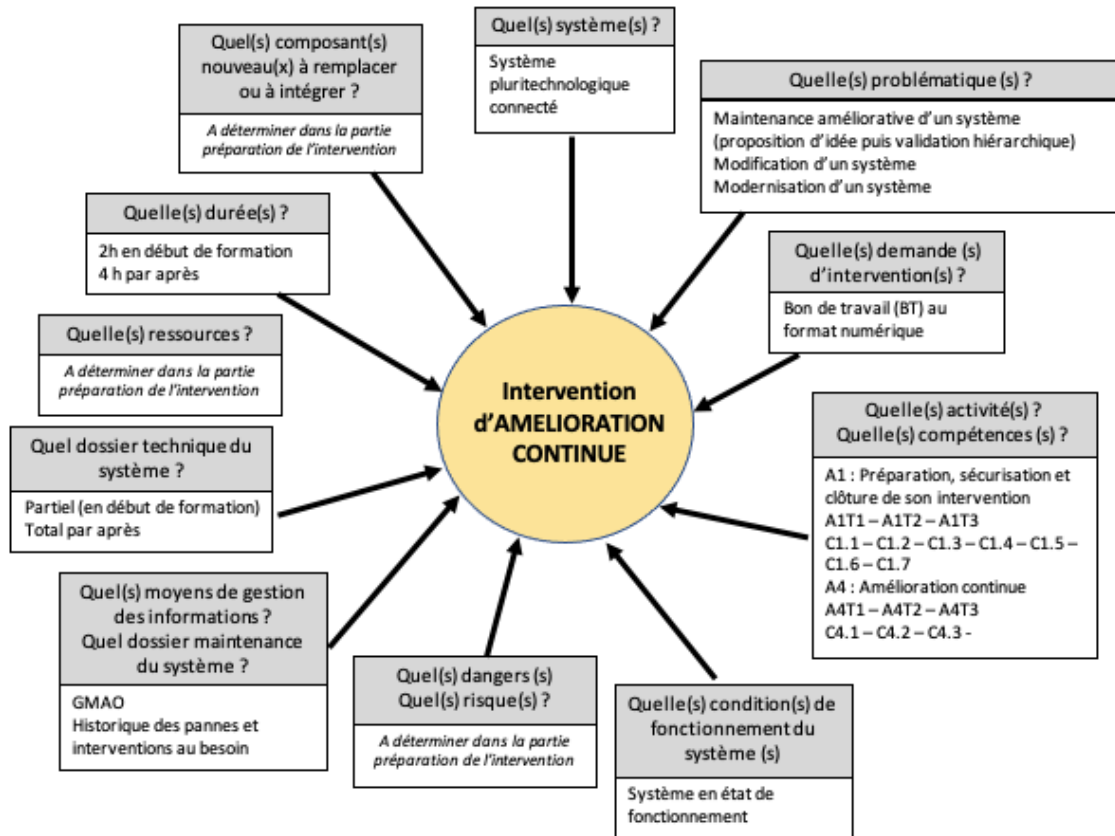 Quel(s) composant(s)
nouveau(x) à remplacer
ou à intégrer ?
A déterminer dans la partie
préparation de l'intervention
Quel(s) système(s) ?
Système
pluritechnologique
connecté
Quelle(s) problématique (s) ?
Maintenance améliorative d'un système
(proposition d'idée puis validation hiérarchique)
Modification d'un système
Modernisation d'un système
Quelle(s) durée(s) ?
2h en début de formation
4 h par après
Quelle(s) demande (s)
d'intervention(s) ?
Bon de travail (BT) au
format numérique
Quelle(s) ressources ?
A déterminer dans la partie
préparation de l'intervention
Intervention
d'AMELIORATION
CONTINUE
Quelle(s) activité(s) ?
Quelle(s) compétences (s) ?
A1 : Préparation, sécurisation et
clôture de son intervention
A1T1 – A1T2 – A1T3
C1.1 – C1.2 – C1.3 – C1.4 – C1.5 –
C1.6 – C1.7
A4 : Amélioration continue
A4T1 – A4T2 – A4T3
C4.1 – C4.2 – C4.3 -
Quel dossier technique du
système ?
Partiel (en début de formation)
Total par après
Quel(s) moyens de gestion
des informations ?
Quel dossier maintenance
du système ?
GMAO
Historique des pannes et
interventions au besoin
Quel(s) dangers (s)
Quel(s) risque(s) ?
A déterminer dans la partie
préparation de l'intervention
Quelle(s) condition(s) de
fonctionnement du
système (s)
Système en état de
fonctionnement